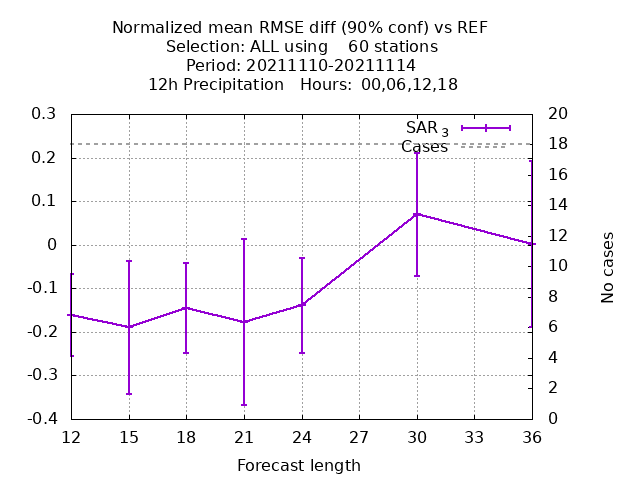 Normalized mean RMSE diff (90% conf) vs REF
Selection: ALL using    60 stations
Period: 20211110-20211114
12h Precipitation   Hours:  00,06,12,18
0.3
0.2
0.1
0
-0.1
-0.2
-0.3
-0.4
SAR 3
Cases
20
18
16
14
12
10
8
6
4
2
0
No cases
12 15 18 21 24 27 30 33 36
Forecast length